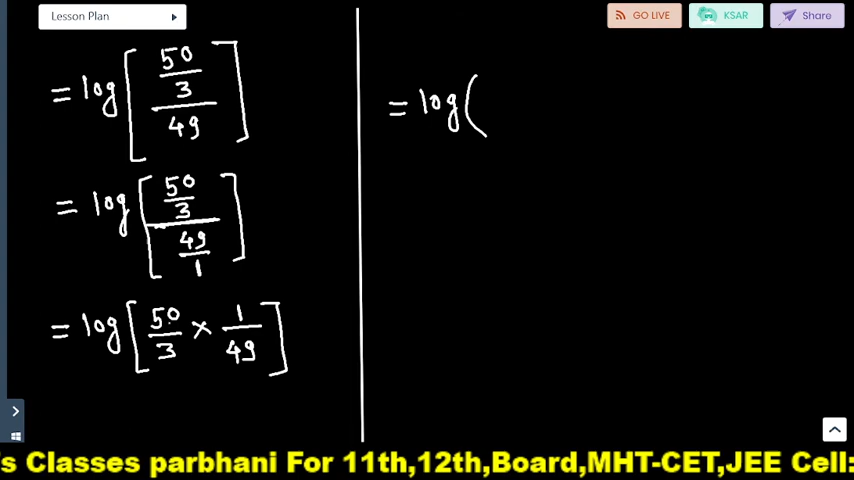 Lesson Plan
GO LIVE
KSAR
Share
= log [ 50/3 / 49 ]
= log [ 50/3 / 49/1 ]
= log [ 50/3 × 1/49 ]
= log (
's Classes parbhani For 11th,12th,Board,MHT-CET,JEE Cell: